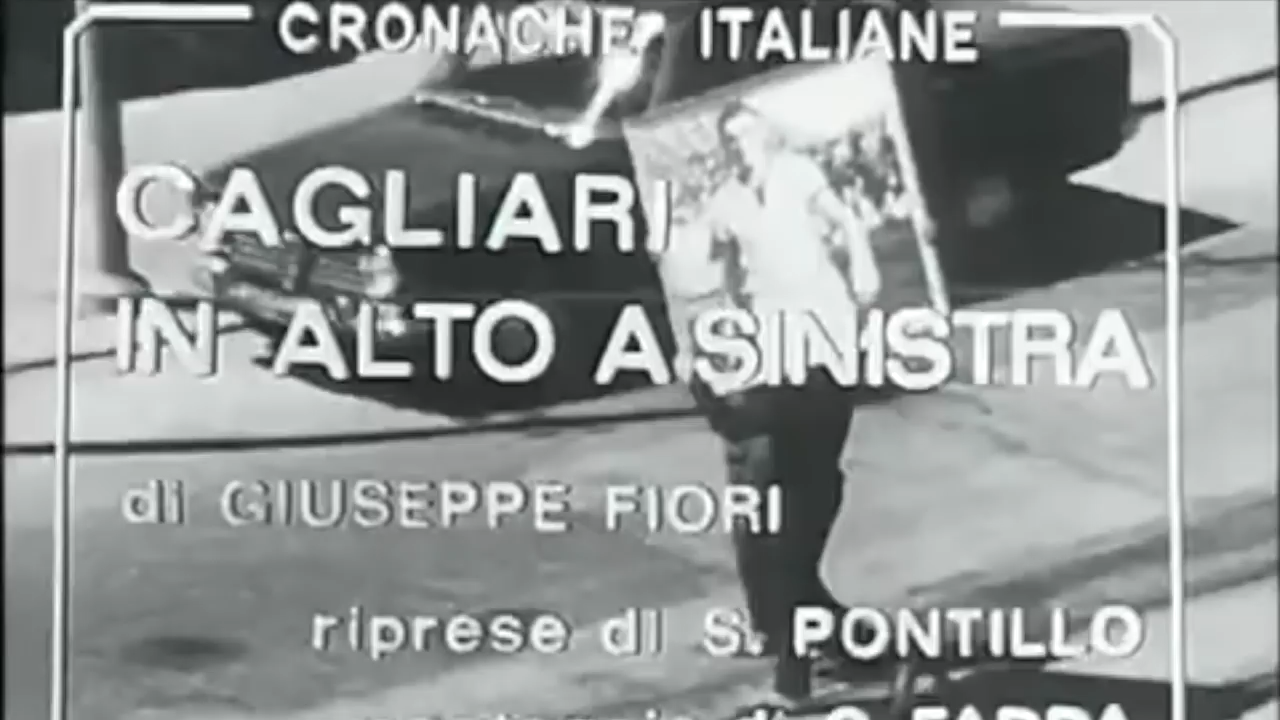 CRONACHE ITALIANE
CAGLIARI
IN ALTO A SINISTRA
di GIUSEPPE FIORI
riprese di S. PONTILLO